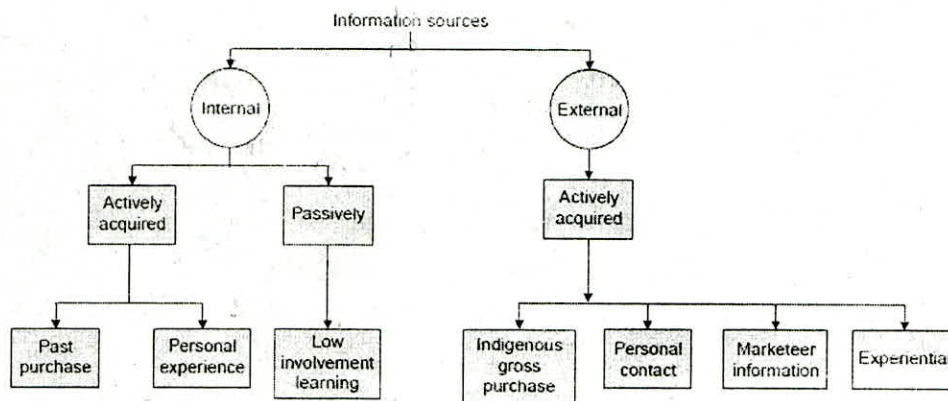 Information sources
Internal
External
Actively
acquired
Passively
Actively
acquired
Past
purchase
Personal
experience
Low
involvement
learning
Indigenous
gross
purchase
Personal
contact
Marketeer
information
Experiential